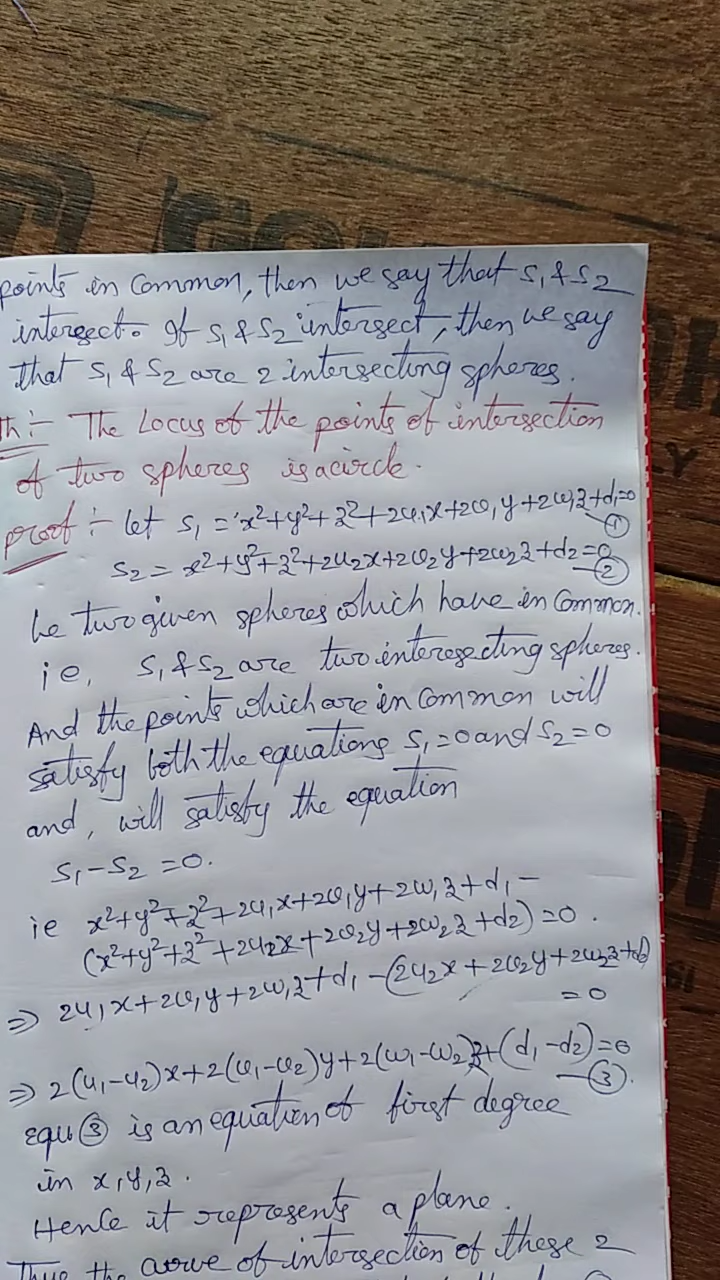 points in Common, then we say that S₁ & S₂
intersect. If S₁ & S₂ intersect, then we say
that S₁ & S₂ are 2 intersecting spheres.
Th:- The Locus of the points of intersection
of two spheres is a circle.
proof :- let S₁ = x²+y²+z²+2u₁x+2v₁y+2w₁z+d₁=0 —①
S₂ = x²+y²+z²+2u₂x+2v₂y+2w₂z+d₂=0 —②
be two given spheres which have in Common.
ie, S₁ & S₂ are two interesecting spheres.
And the points which are in Common will
satisfy both the equations S₁=0 and S₂=0
and, will satisfy the equation
S₁-S₂ =0.
ie x²+y²+z²+2u₁x+2v₁y+2w₁z+d₁-
(x²+y²+z²+2u₂x+2v₂y+2w₂z+d₂)=0.
⇒ 2u₁x+2v₁y+2w₁z+d₁-(2u₂x+2v₂y+2w₂z+d₂)
=0
⇒ 2(u₁-u₂)x+2(v₁-v₂)y+2(w₁-w₂)z+(d₁-d₂)=0 —③.
equ③ is an equation of first degree
in x,y,z.
Hence it represents a plane.
Thus the curve of intersection of these 2